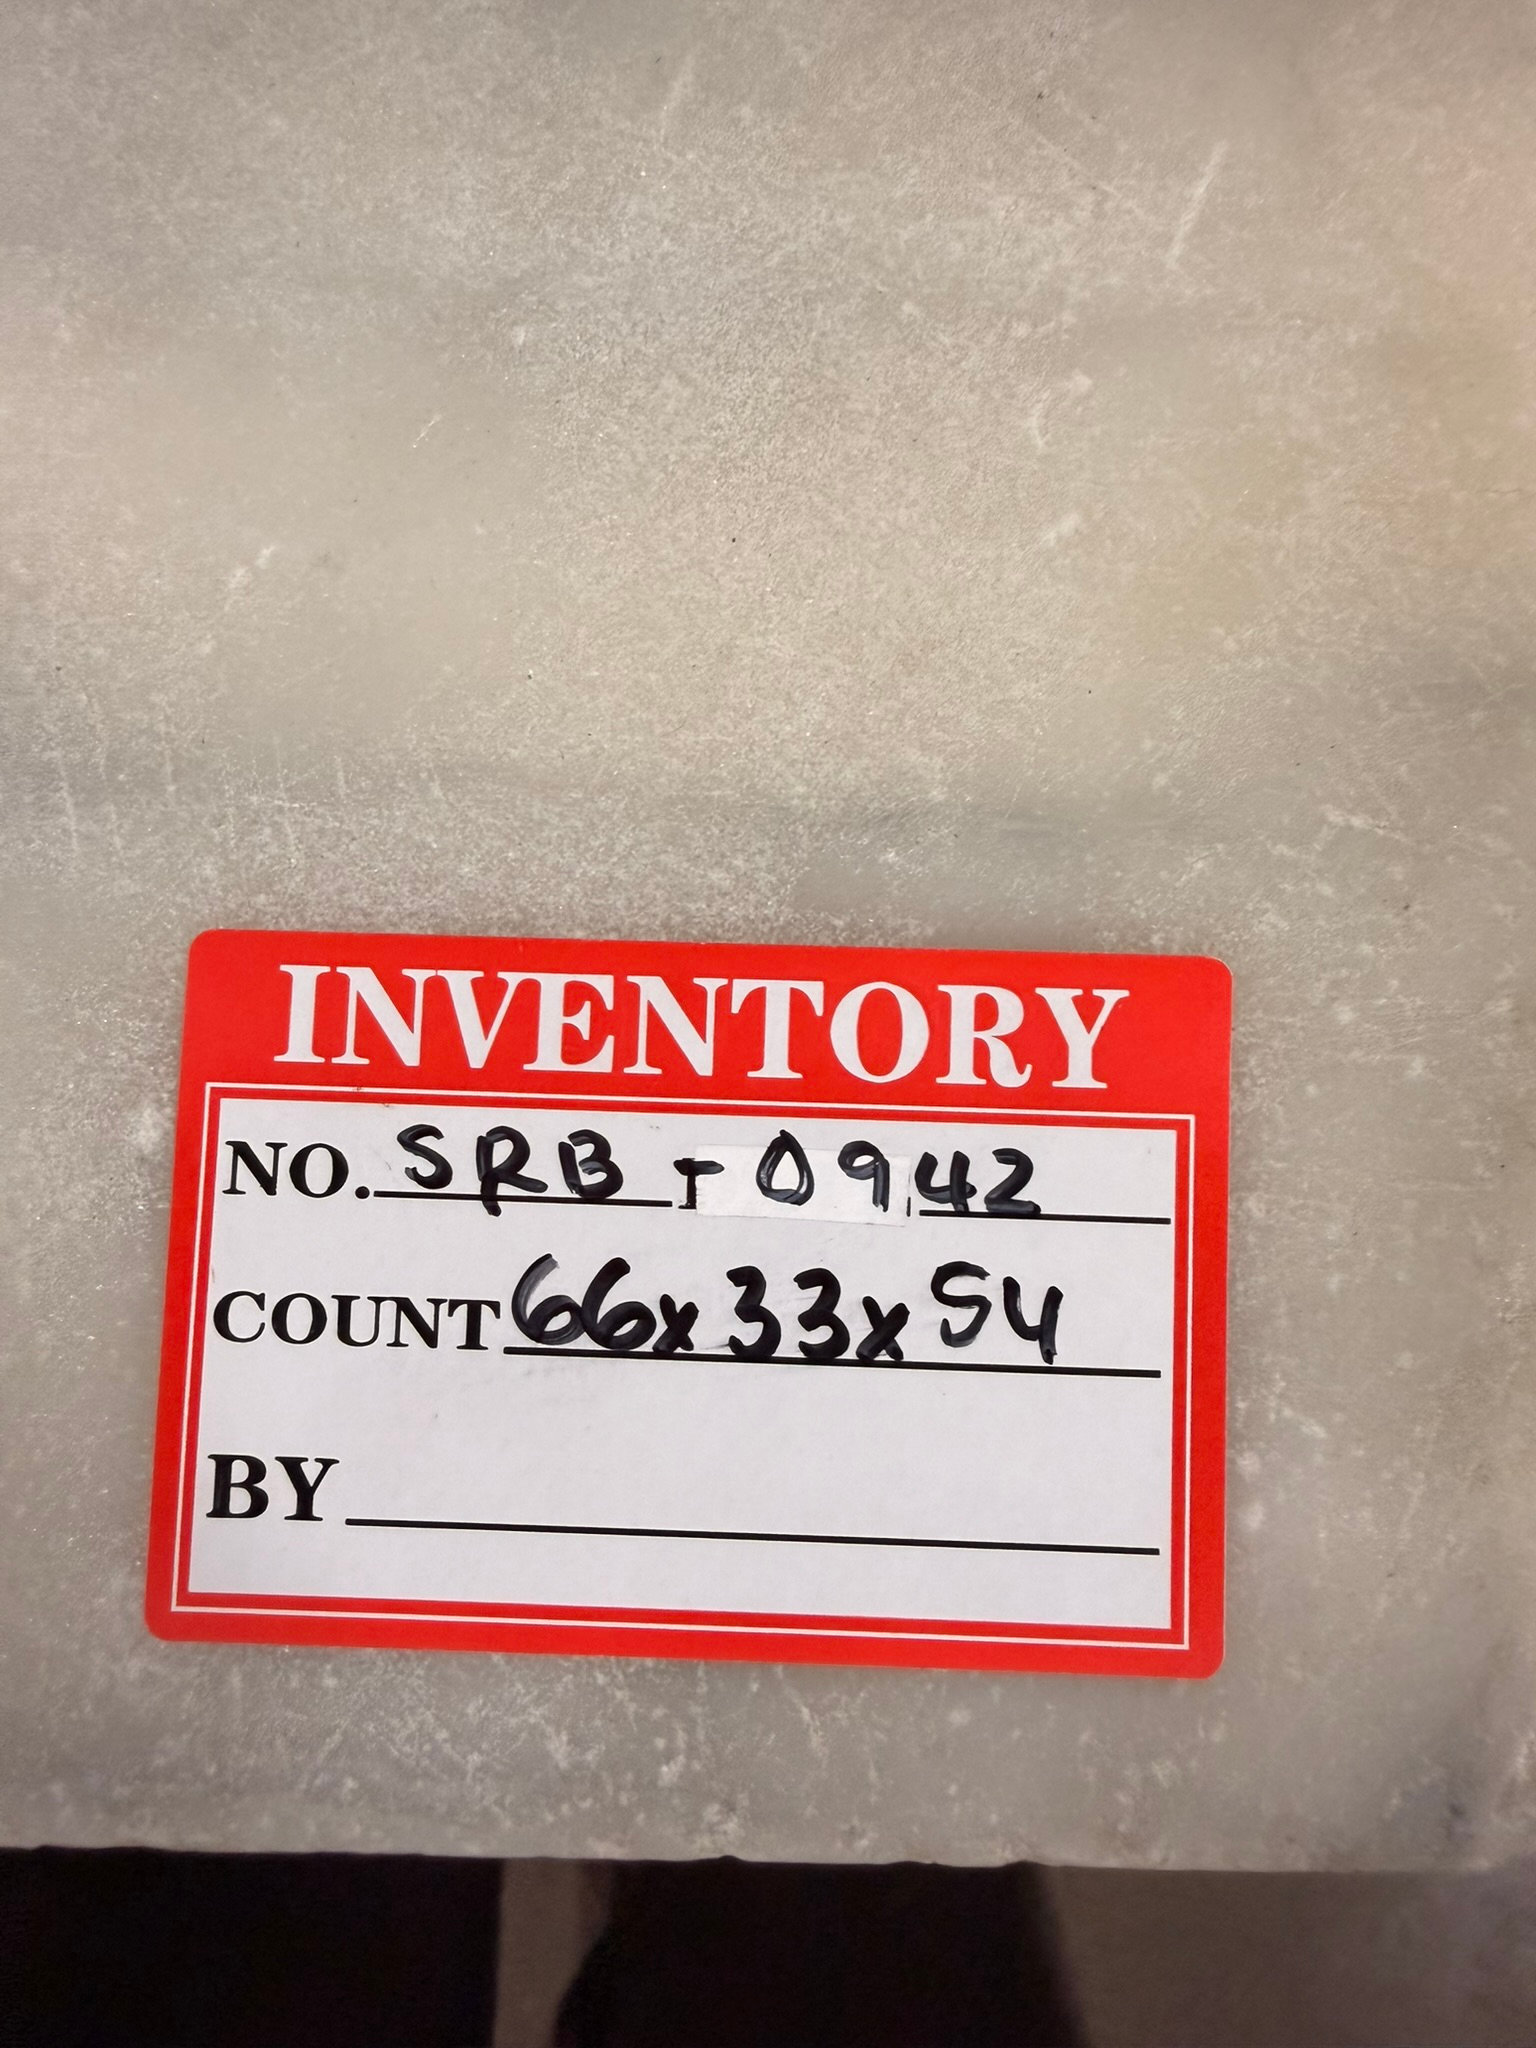 INVENTORY
NO. SRB - 0942
COUNT 66x33x54
BY